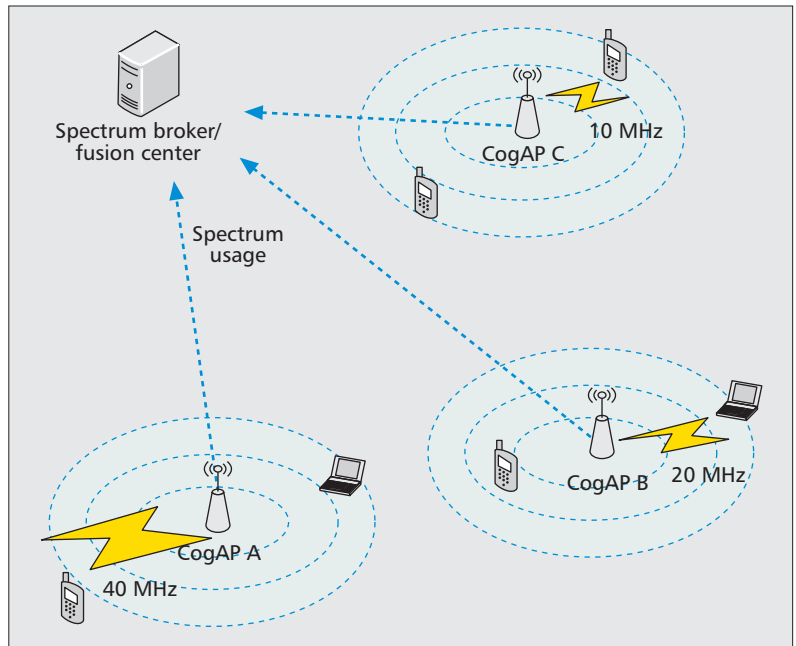 Spectrum broker/
fusion center
10 MHz
CogAP C
Spectrum
usage
CogAP B
20 MHz
CogAP A
40 MHz